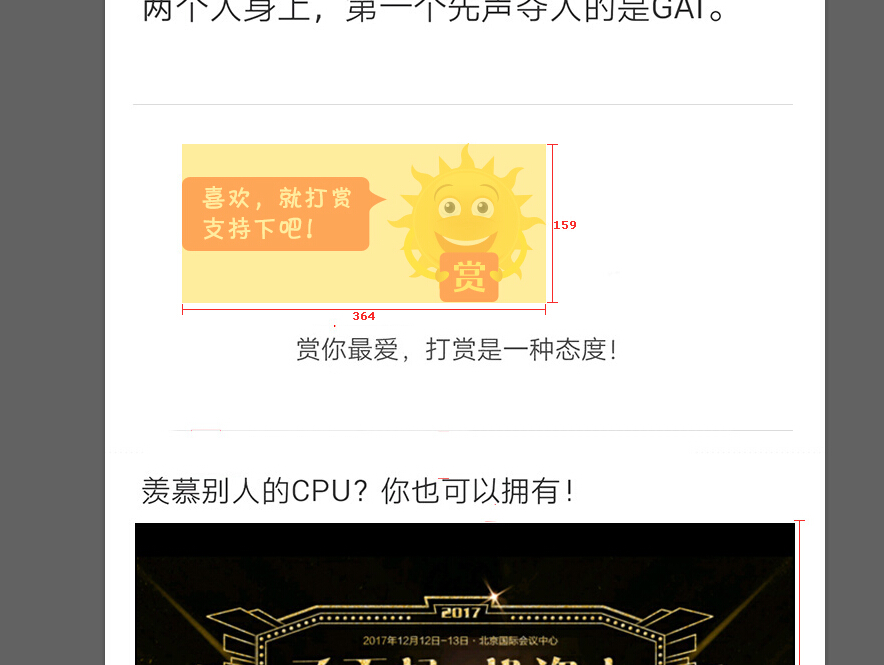 两个人身上，第一个先声夺人的是GAI。
喜欢，就打赏
支持下吧！
赏
159
364
赏你最爱，打赏是一种态度！
羡慕别人的CPU？你也可以拥有！
2017
2017年12月12日-13日·北京国际会议中心